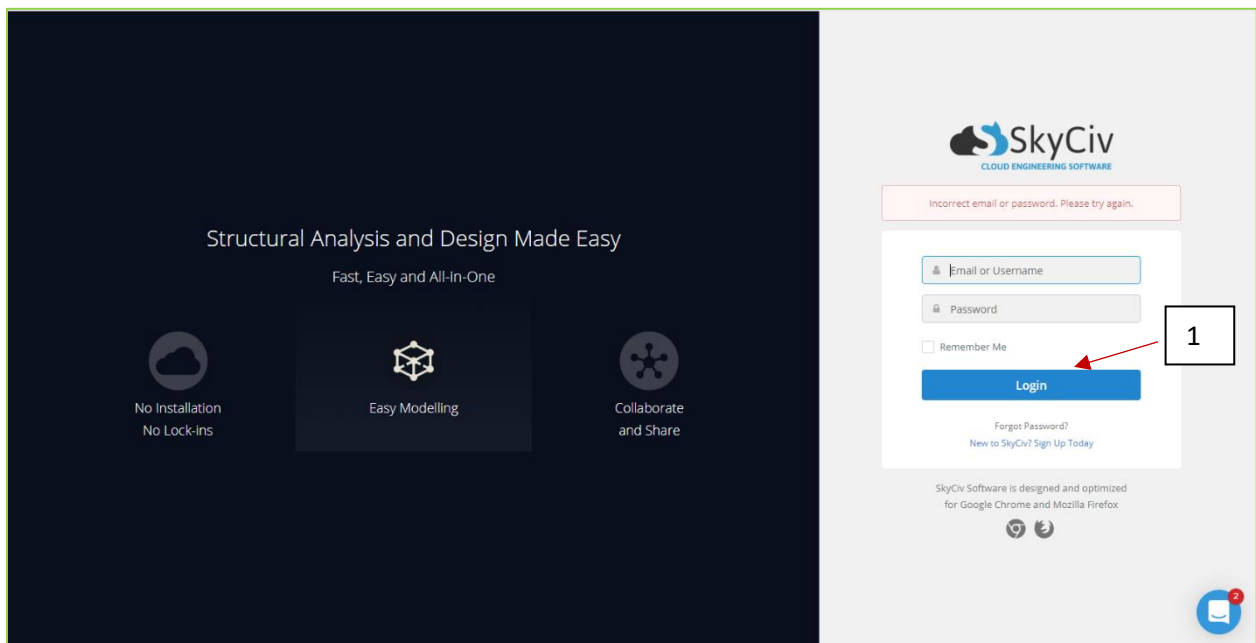 Structural Analysis and Design Made Easy
Fast, Easy and All-in-One
No Installation
No Lock-ins
Easy Modelling
Collaborate
and Share
SkyCiv
CLOUD ENGINEERING SOFTWARE
Incorrect email or password. Please try again.
Email or Username
Password
Remember Me
1
Login
Forgot Password?
New to SkyCiv? Sign Up Today
SkyCiv Software is designed and optimized
for Google Chrome and Mozilla Firefox
2